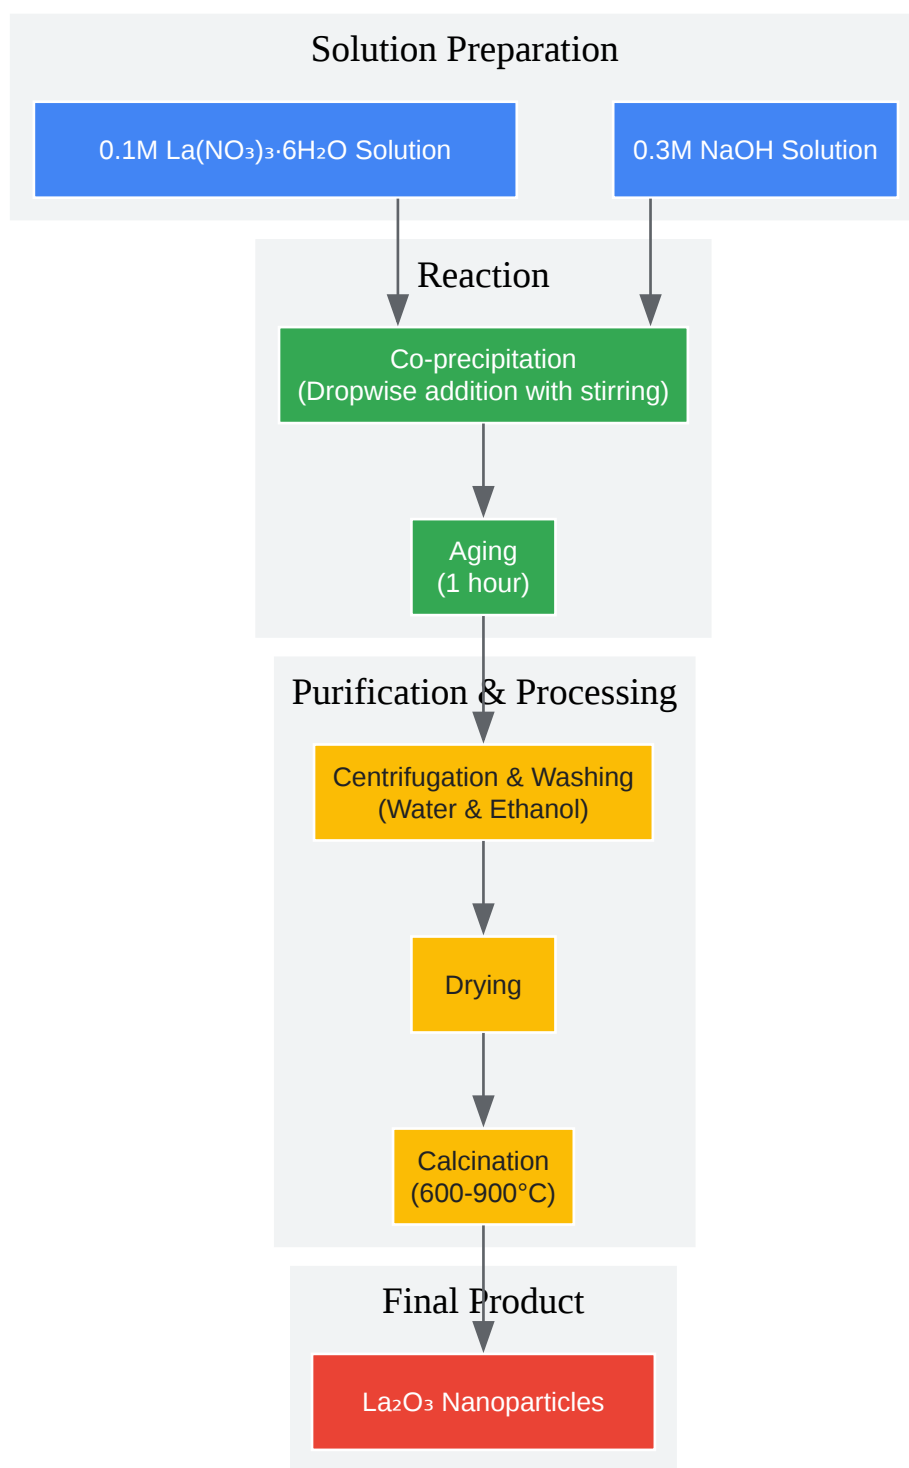 Solution Preparation
0.1M La(NO₃)₃·6H₂O Solution
0.3M NaOH Solution
Reaction
Co-precipitation
(Dropwise addition with stirring)
Aging
(1 hour)
Purification & Processing
Centrifugation & Washing
(Water & Ethanol)
Drying
Calcination
(600-900°C)
Final Product
La₂O₃ Nanoparticles